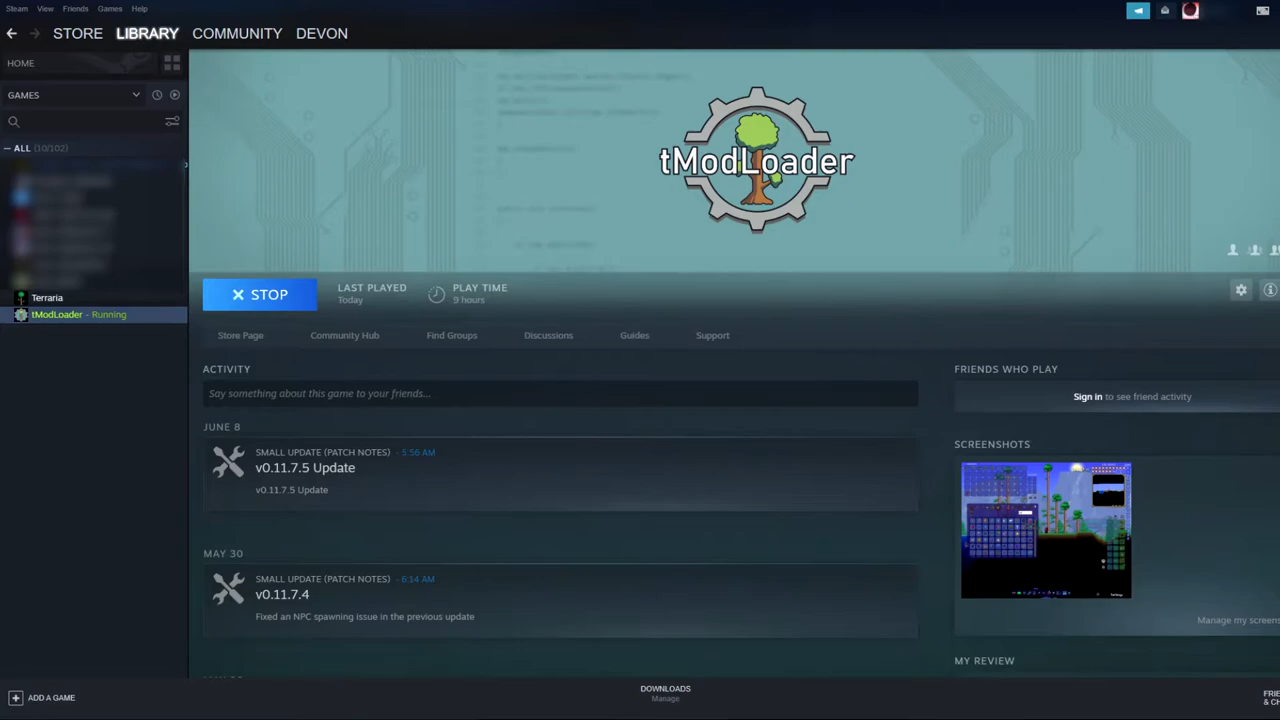 Steam View Friends Games Help
STORE LIBRARY COMMUNITY DEVON
HOME
GAMES
ALL (10/102)
Terraria
tModLoader - Running
tModLoader
STOP
LAST PLAYED
Today
PLAY TIME
9 hours
Store Page Community Hub Find Groups Discussions Guides Support
ACTIVITY
Say something about this game to your friends...
JUNE 8
SMALL UPDATE (PATCH NOTES) - 5:56 AM
v0.11.7.5 Update
v0.11.7.5 Update
MAY 30
SMALL UPDATE (PATCH NOTES) - 6:14 AM
v0.11.7.4
Fixed an NPC spawning issue in the previous update
FRIENDS WHO PLAY
Sign in to see friend activity
SCREENSHOTS
Manage my screens
MY REVIEW
ADD A GAME
DOWNLOADS
Manage
FRIE
& CH